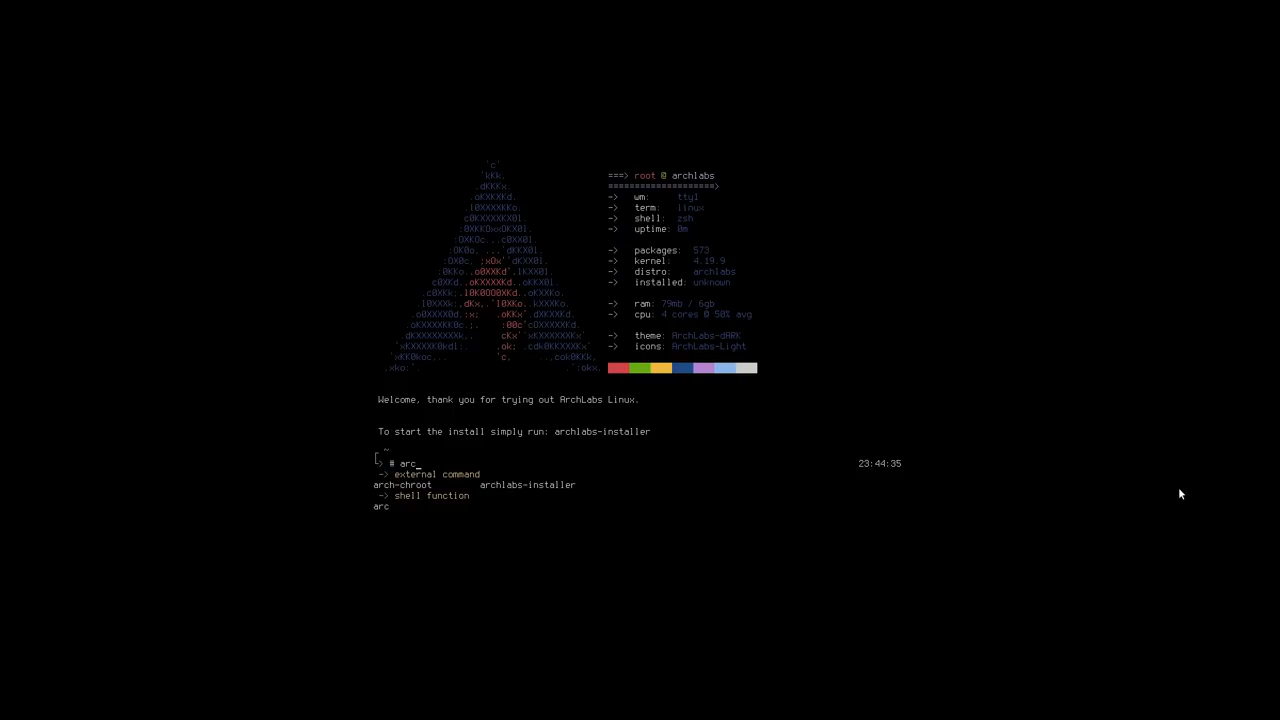 ===> root @ archlabs
====================>
-> wm: tty1
-> term: linux
-> shell: zsh
-> uptime: 0m
-> packages: 573
-> kernel: 4.19.9
-> distro: archlabs
-> installed: unknown
-> ram: 79mb / 6gb
-> cpu: 4 cores @ 50% avg
-> theme: ArchLabs-dARK
-> icons: ArchLabs-Light
Welcome, thank you for trying out ArchLabs Linux.
To start the install simply run: archlabs-installer
┌ ~
└> # arc_ 23:44:35
-> external command
arch-chroot archlabs-installer
-> shell function
arc